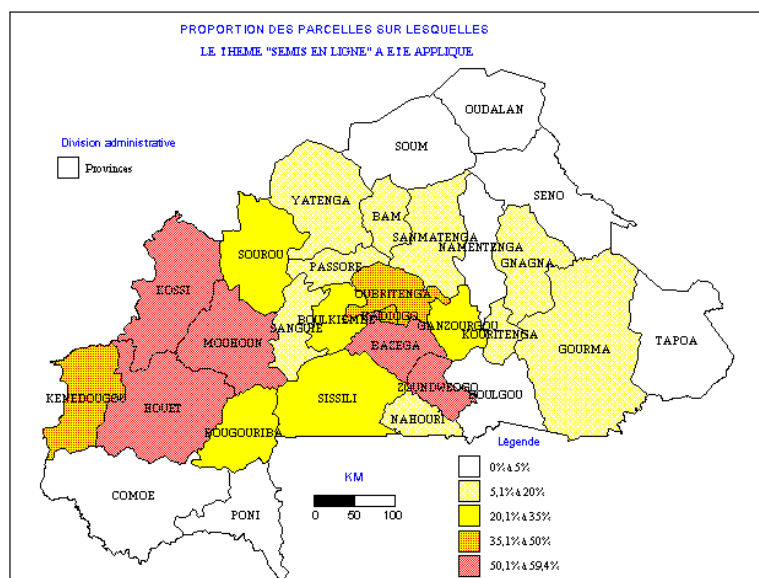 PROPORTION DES PARCELLES SUR LESQUELLES
LE THEME "SEMIS EN LIGNE" A ETE APPLIQUE
OUDALAN
Division administrative
SOUM
Provinces
SENO
YATENGA
BAM
SANMATENGA
NAMENTENGA
SOUROU
GNAGNA
PASSORE
KOSSI
OUBRITENGA
BOULKIEMDE
KADIOGO
GANZOURGOU
SANGUIE
KOURITENGA
MOUHOUN
BAZEGA
GOURMA
TAPOA
KENEDOUGOU
ZOUNDWEOGO
BOULGOU
HOUET
SISSILI
NAHOURI
BOUGOURIBA
Légende
KM
0% à 5%
COMOE
5,1% à 20%
PONI
0 50 100
20,1% à 35%
35,1% à 50%
50,1% à 59,4%